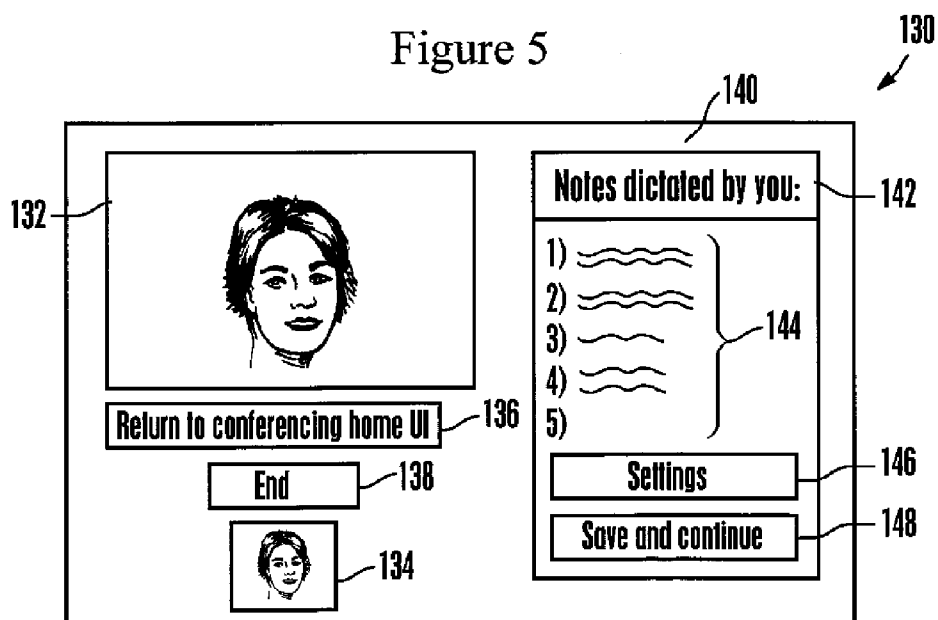 Figure 5
130
140
132
Notes dictated by you:
142
1)
2)
3)
4)
5)
144
Return to conferencing home UI
136
End
138
134
Settings
146
Save and continue
148